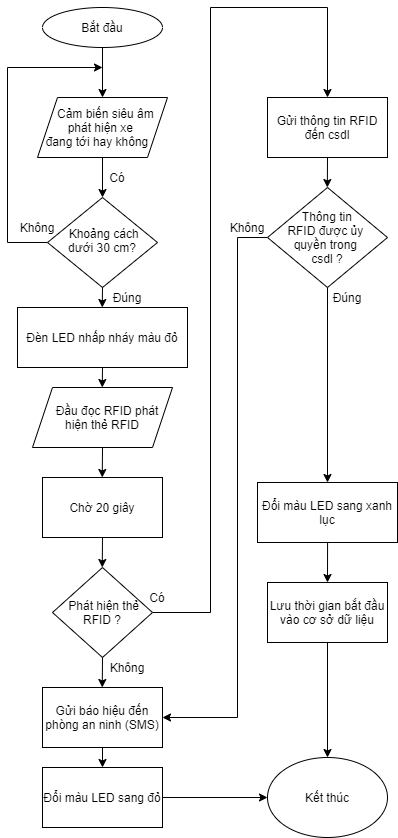 Bắt đầu
Cảm biến siêu âm
phát hiện xe
đang tới hay không
Có
Không
Khoảng cách
dưới 30 cm?
Đúng
Đèn LED nhấp nháy màu đỏ
Đầu đọc RFID phát
hiện thẻ RFID
Chờ 20 giây
Có
Phát hiện thẻ
RFID ?
Không
Gửi báo hiệu đến
phòng an ninh (SMS)
Đổi màu LED sang đỏ
Gửi thông tin RFID
đến csdl
Không
Thông tin
RFID được ủy
quyền trong
csdl ?
Đúng
Đổi màu LED sang xanh
lục
Lưu thời gian bắt đầu
vào cơ sở dữ liệu
Kết thúc